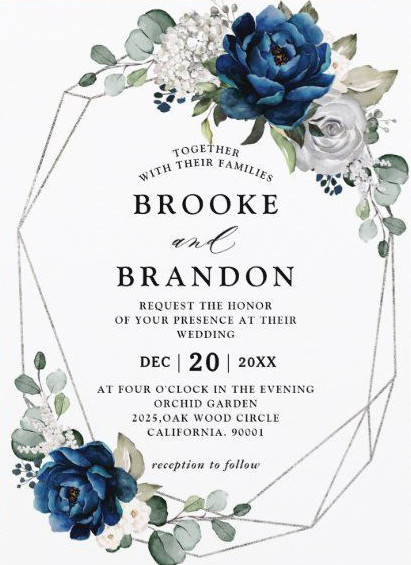 TOGETHER
WITH THEIR FAMILIES
BROOKE
and
BRANDON
REQUEST THE HONOR
OF YOUR PRESENCE AT THEIR
WEDDING
DEC | 20 | 20XX
AT FOUR O'CLOCK IN THE EVENING
ORCHID GARDEN
2025,OAK WOOD CIRCLE
CALIFORNIA. 90001
reception to follow